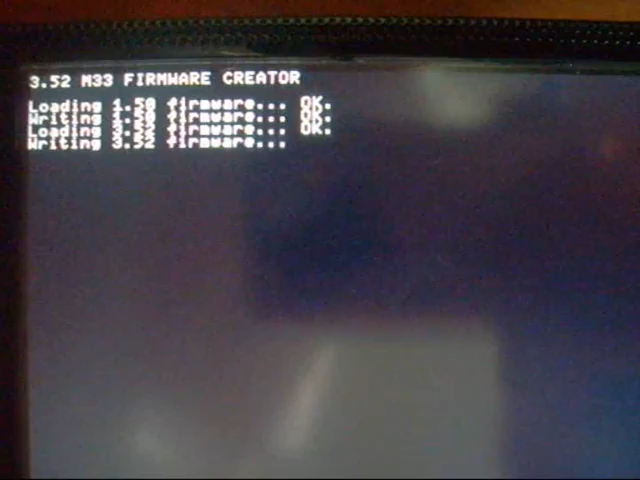 3.52 M33 FIRMWARE CREATOR
Loading 1.50 firmware... OK.
Writing 1.50 firmware... OK.
Loading 3.52 firmware... OK.
Writing 3.52 firmware...